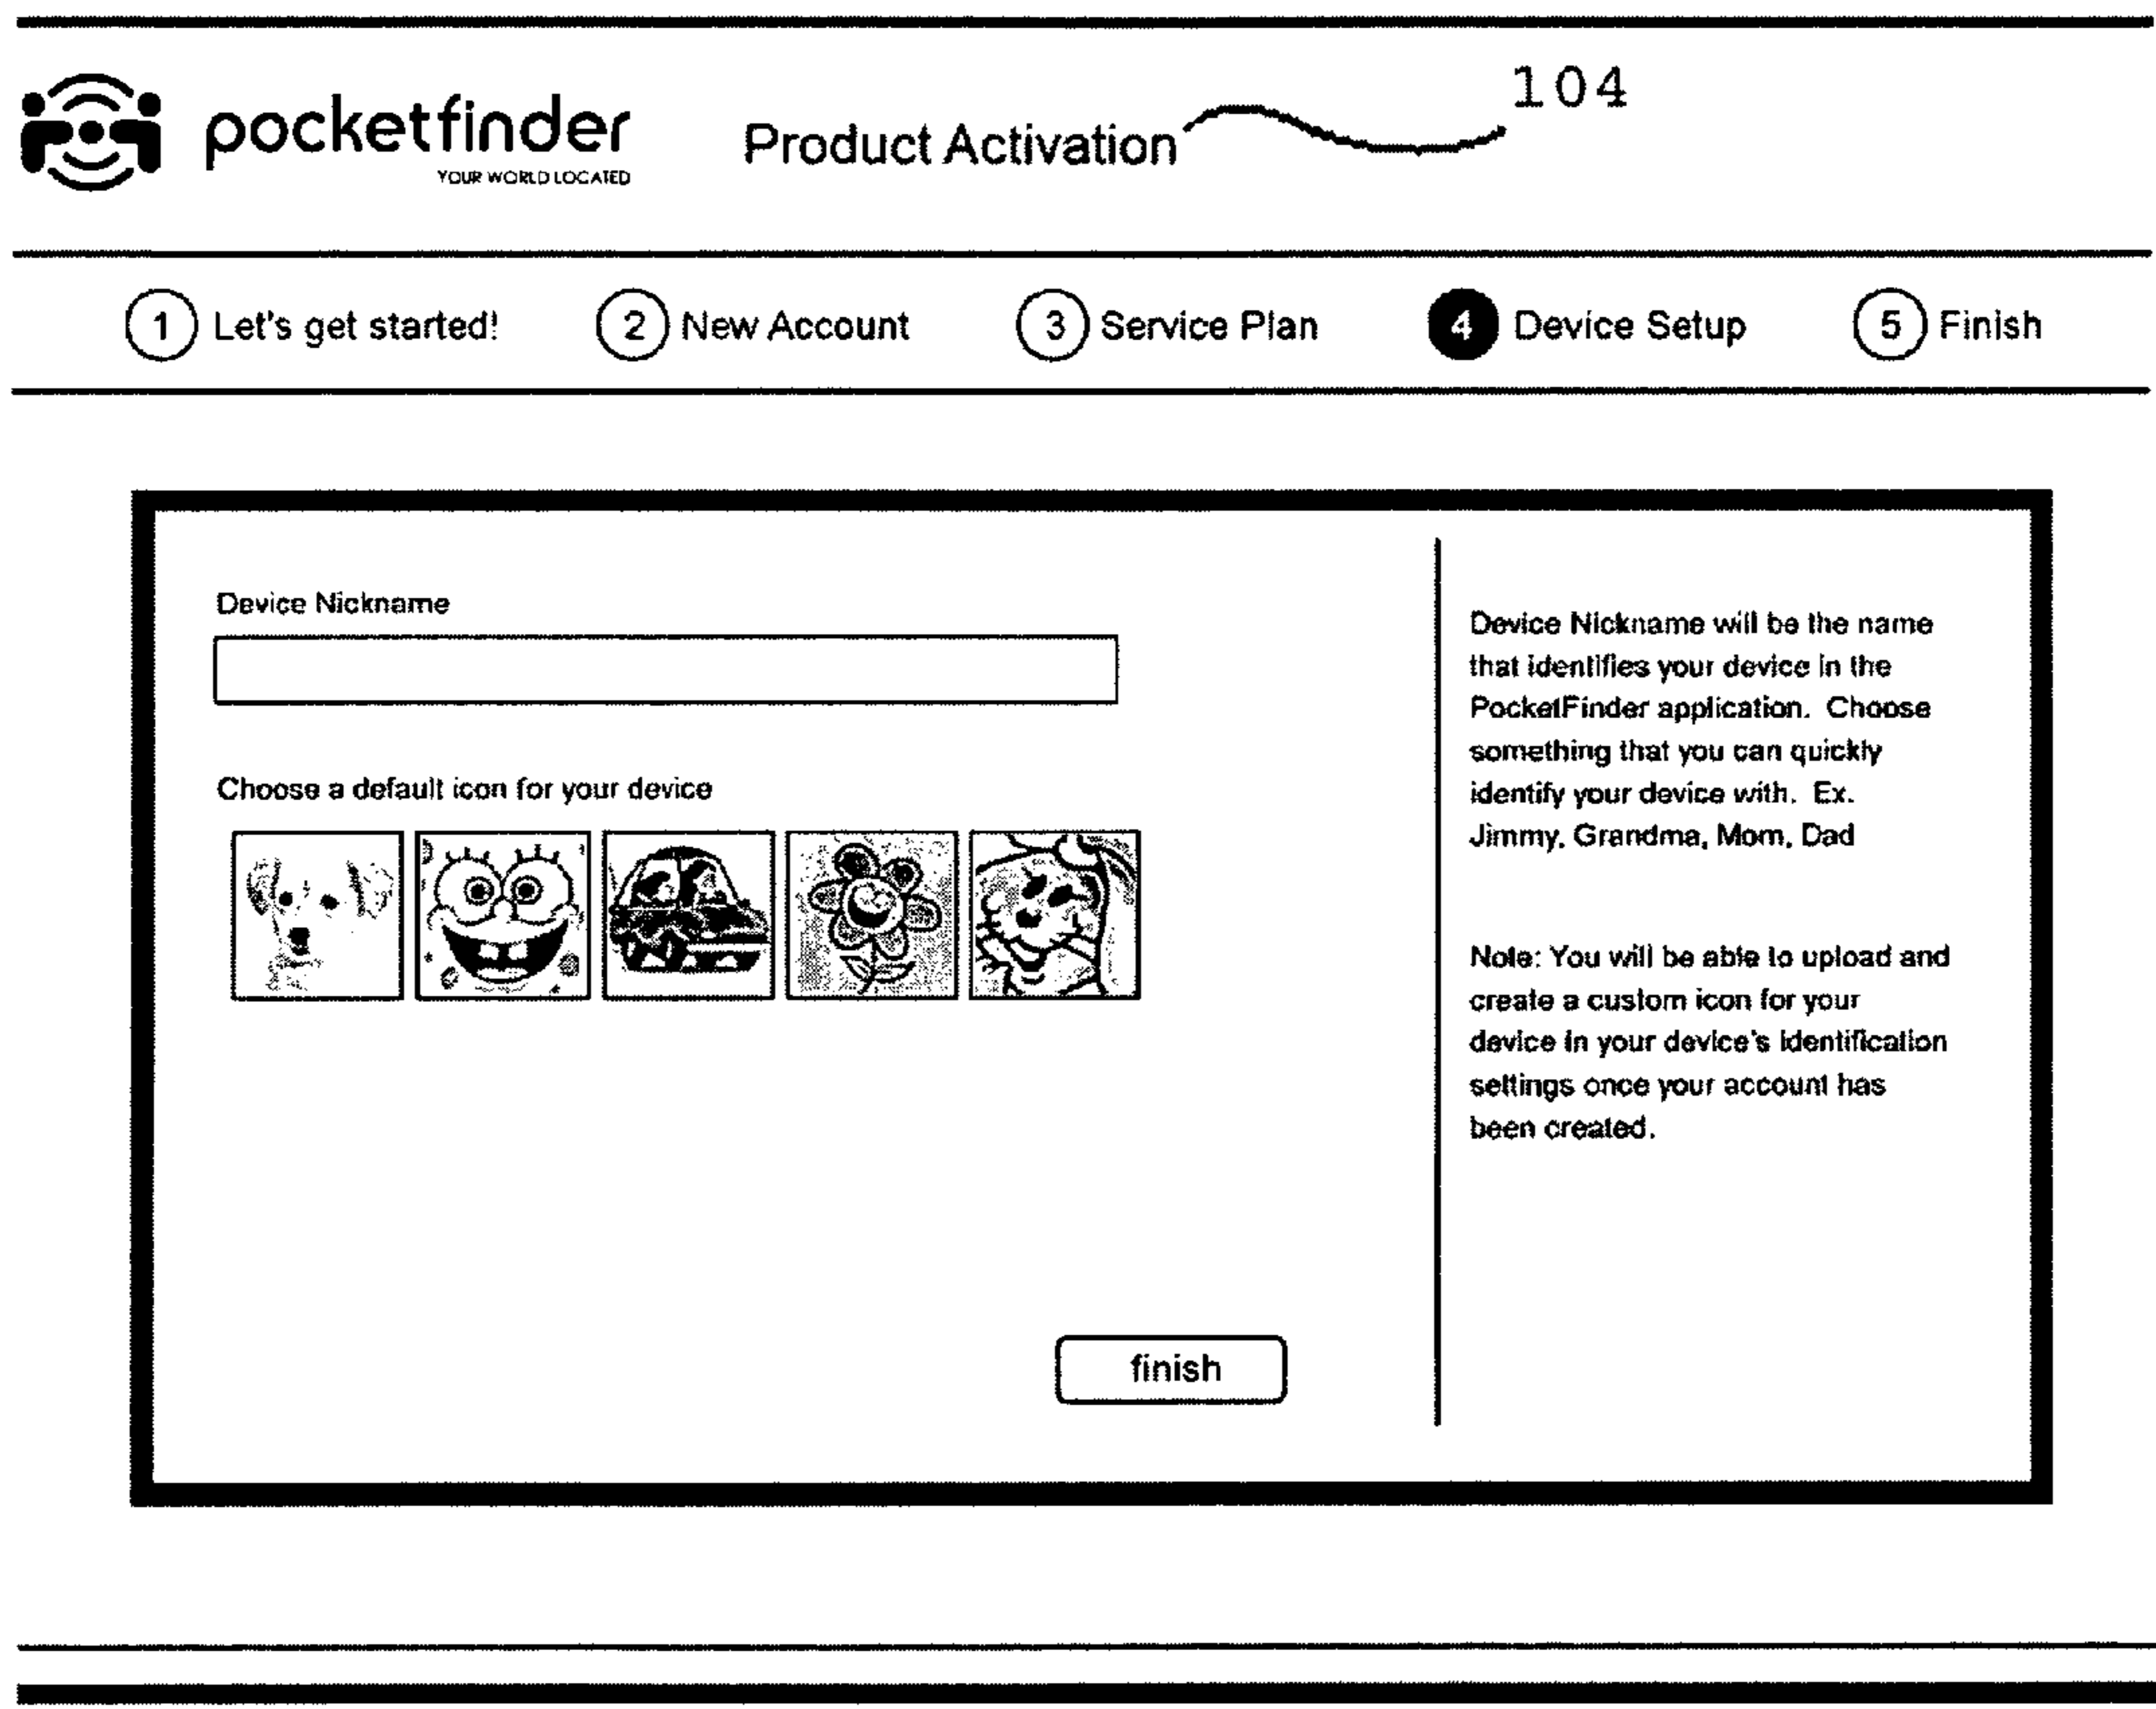 104
pocketfinder
YOUR WORLD LOCATED
Product Activation
1 Let's get started!
2 New Account
3 Service Plan
4 Device Setup
5 Finish
Device Nickname
Choose a default icon for your device
finish
Device Nickname will be the name
that identifies your device in the
PocketFinder application. Choose
something that you can quickly
identify your device with. Ex.
Jimmy, Grandma, Mom, Dad
Note: You will be able to upload and
create a custom icon for your
device in your device's identification
settings once your account has
been created.